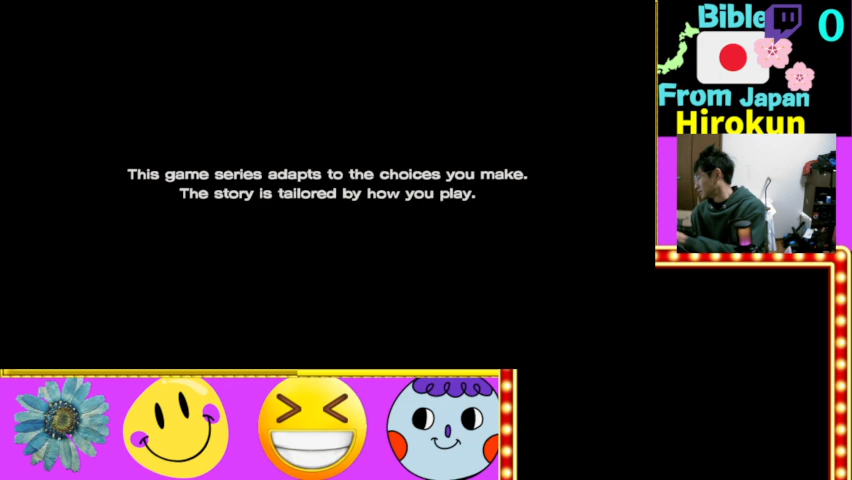 Bible
0
From Japan
Hirokun
This game series adapts to the choices you make.
The story is tailored by how you play.